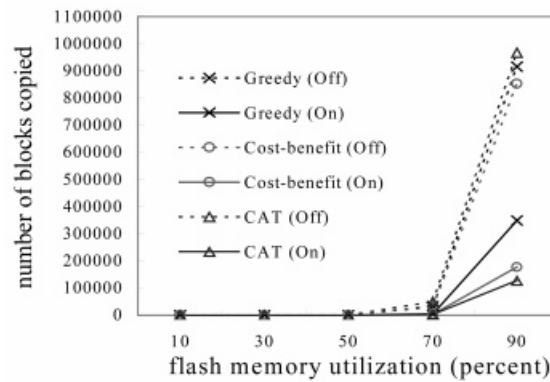 number of blocks copied
1100000
1000000
900000
800000
700000
600000
500000
400000
300000
200000
100000
0
Greedy (Off)
Greedy (On)
Cost-benefit (Off)
Cost-benefit (On)
CAT (Off)
CAT (On)
10 30 50 70 90
flash memory utilization (percent)